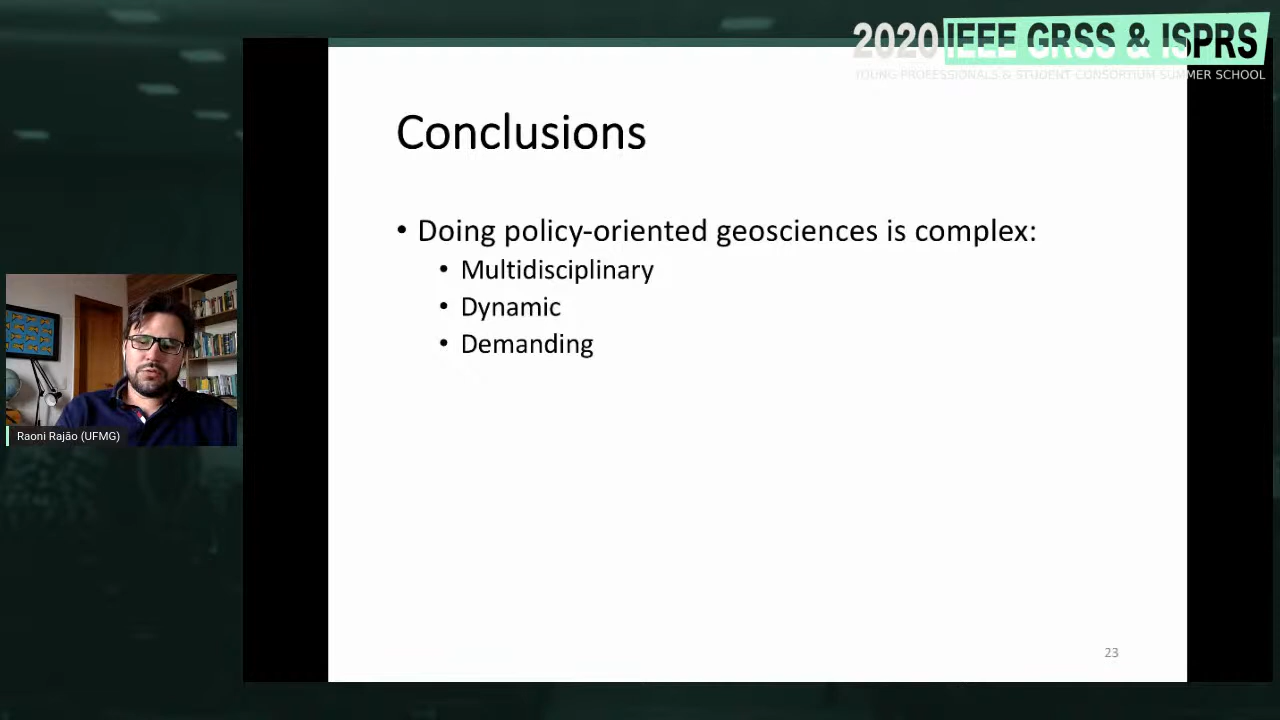 2020 IEEE GRSS & ISPRS
YOUNG PROFESSIONALS & STUDENT CONSORTIUM SUMMER SCHOOL
Conclusions
• Doing policy-oriented geosciences is complex:
• Multidisciplinary
• Dynamic
• Demanding
Raoni Rajão (UFMG)
23